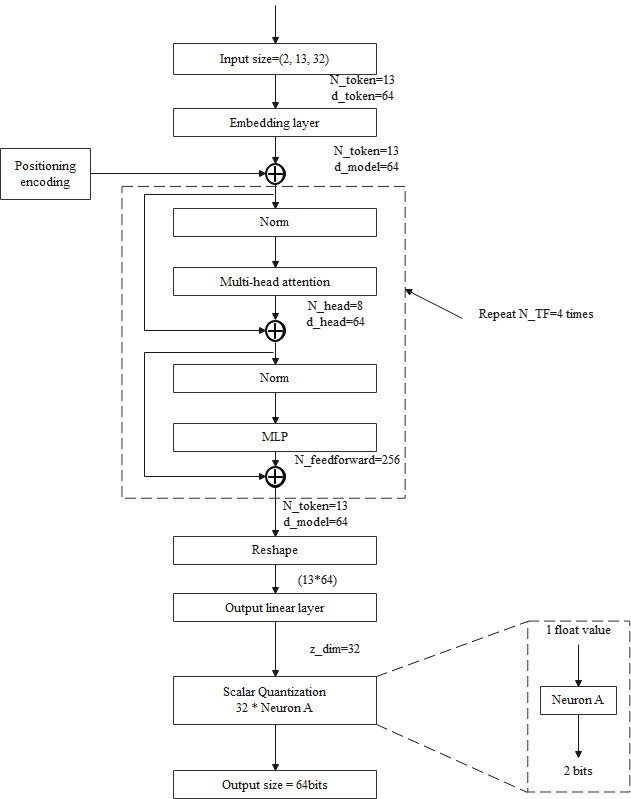 Input size=(2, 13, 32)
N_token=13
d_token=64
Embedding layer
N_token=13
d_model=64
Positioning
encoding
Norm
Multi-head attention
N_head=8
d_head=64
Repeat N_TF=4 times
Norm
MLP
N_feedforward=256
N_token=13
d_model=64
Reshape
(13*64)
Output linear layer
z_dim=32
Scalar Quantization
32 * Neuron A
Output size = 64bits
1 float value
Neuron A
2 bits